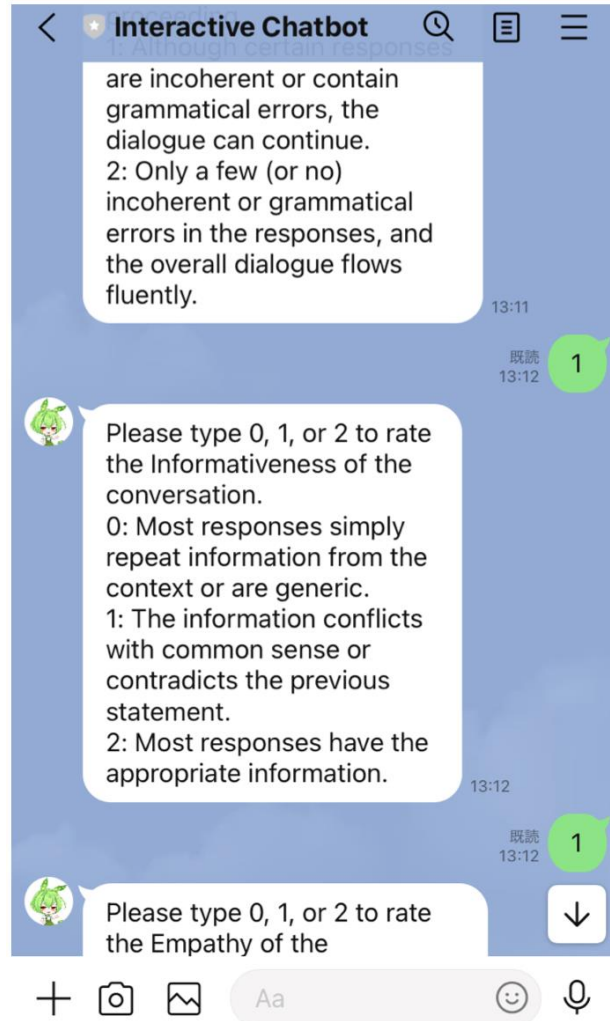 Interactive Chatbot
proceeding.
1: Although certain responses
are incoherent or contain
grammatical errors, the
dialogue can continue.
2: Only a few (or no)
incoherent or grammatical
errors in the responses, and
the overall dialogue flows
fluently.
13:11
既読
13:12
1
Please type 0, 1, or 2 to rate
the Informativeness of the
conversation.
0: Most responses simply
repeat information from the
context or are generic.
1: The information conflicts
with common sense or
contradicts the previous
statement.
2: Most responses have the
appropriate information.
13:12
既読
13:12
1
Please type 0, 1, or 2 to rate
the Empathy of the
Aa